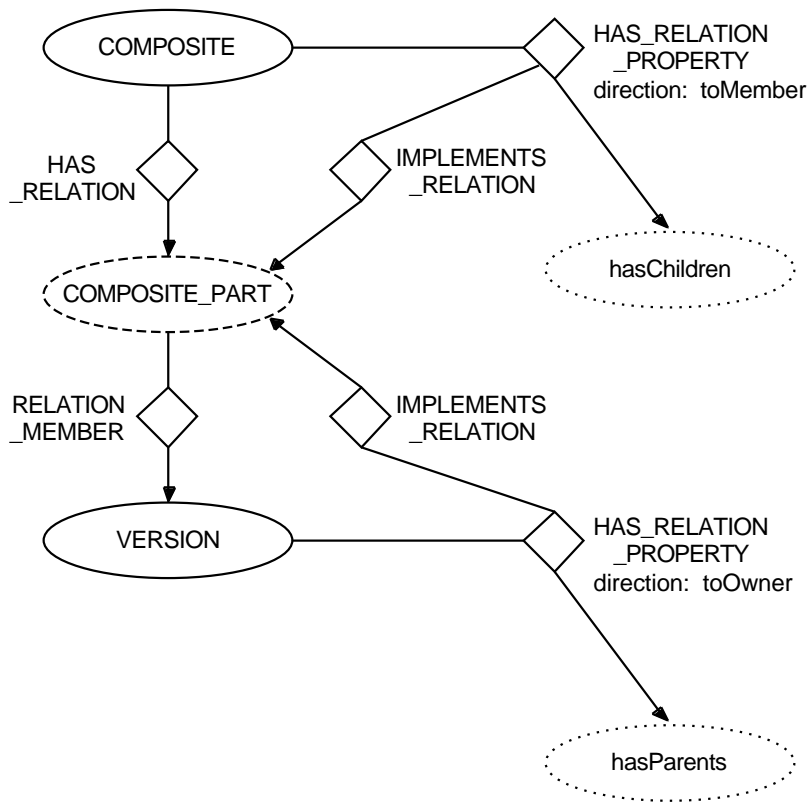 COMPOSITE
HAS_RELATION
_PROPERTY
direction: toMember
HAS
_RELATION
IMPLEMENTS
_RELATION
hasChildren
COMPOSITE_PART
RELATION
_MEMBER
IMPLEMENTS
_RELATION
VERSION
HAS_RELATION
_PROPERTY
direction: toOwner
hasParents